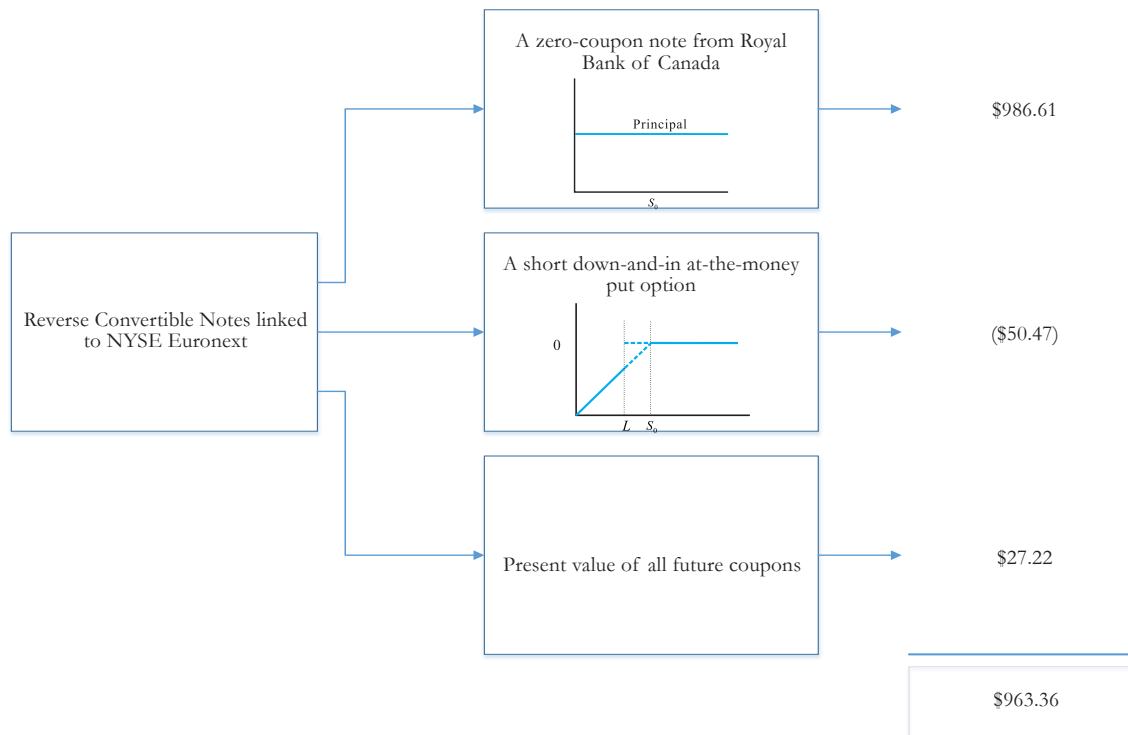 A zero-coupon note from Royal
Bank of Canada
Principal
S₀
$986.61
Reverse Convertible Notes linked
to NYSE Euronext
A short down-and-in at-the-money
put option
0
L S₀
($50.47)
Present value of all future coupons
$27.22
$963.36